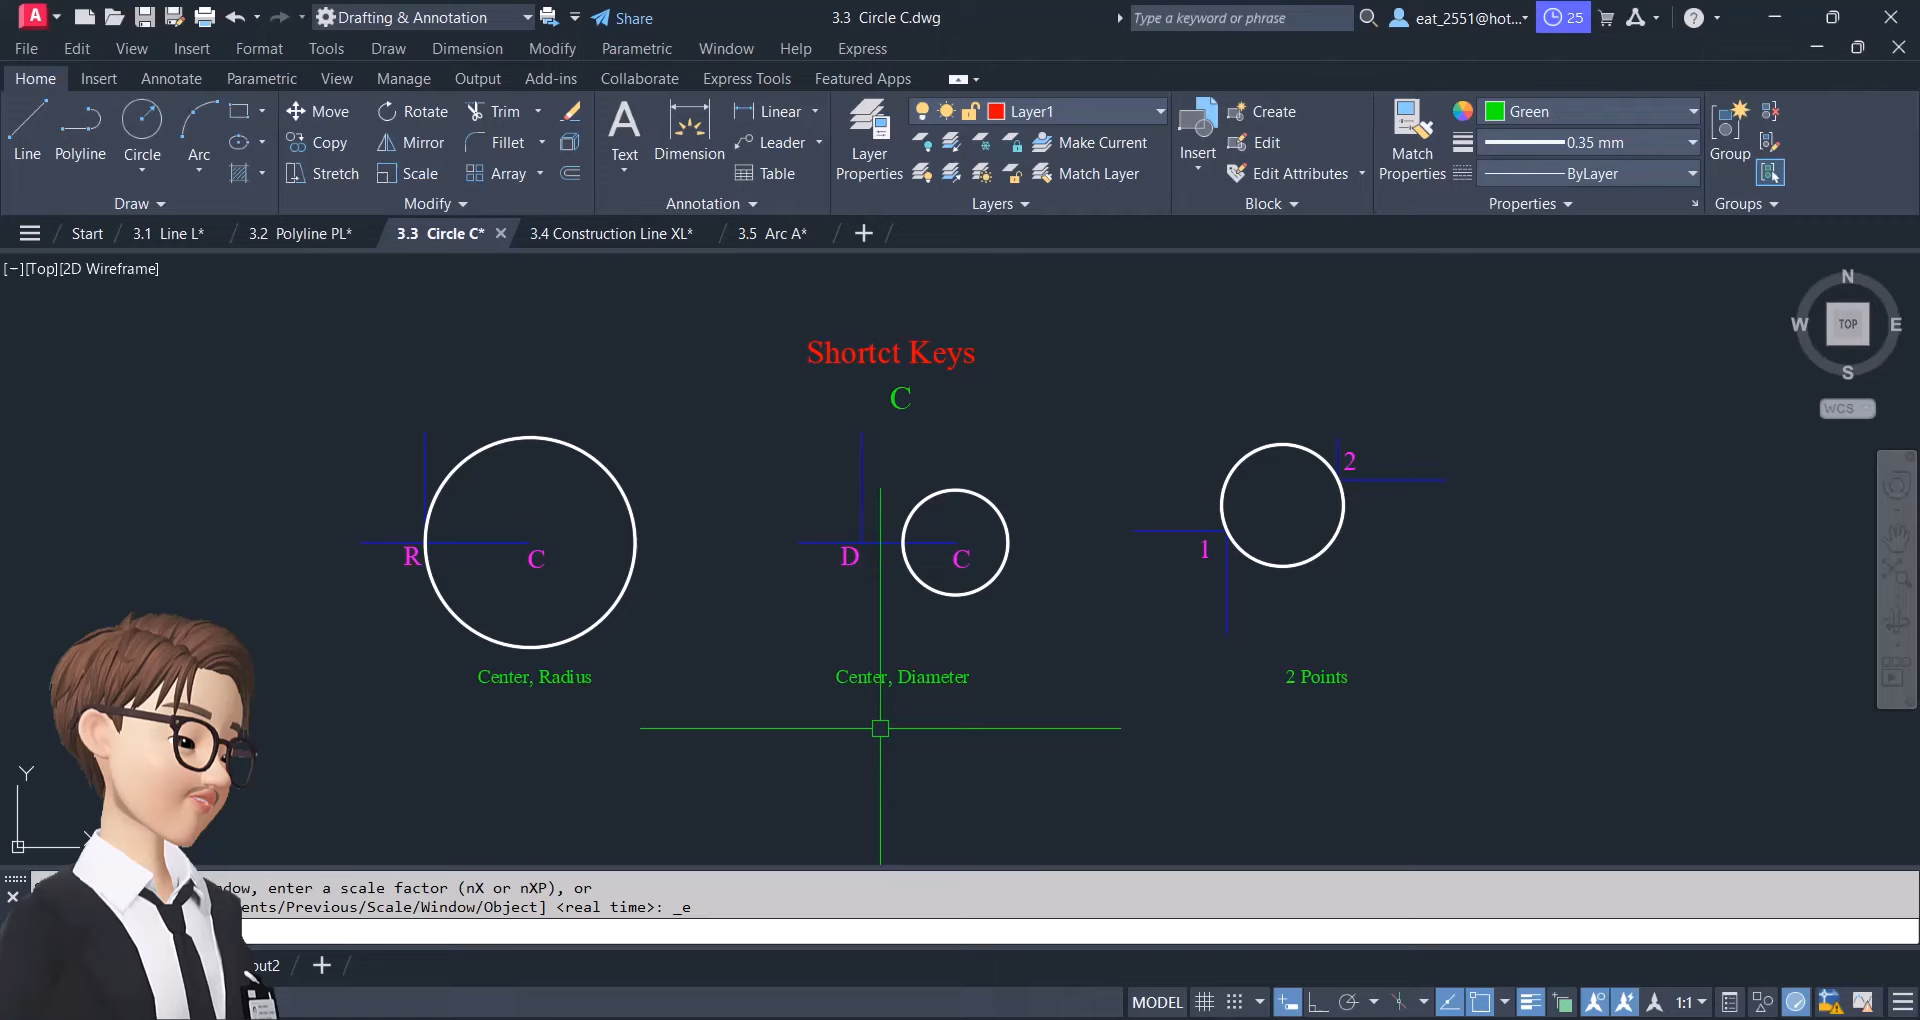 Drafting & Annotation
Share
3.3 Circle C.dwg
Type a keyword or phrase
eat_2551@hot...
25
File Edit View Insert Format Tools Draw Dimension Modify Parametric Window Help Express
Home Insert Annotate Parametric View Manage Output Add-ins Collaborate Express Tools Featured Apps
Line
Polyline
Circle
Arc
Draw
Move Rotate Trim
Copy Mirror Fillet
Stretch Scale Array
Modify
Text
Dimension
Linear
Leader
Table
Annotation
Layer
Properties
Layer1
Make Current
Match Layer
Layers
Insert
Create
Edit
Edit Attributes
Block
Match
Properties
Green
0.35 mm
ByLayer
Properties
Group
Groups
Start 3.1 Line L* 3.2 Polyline PL* 3.3 Circle C* 3.4 Construction Line XL* 3.5 Arc A*
[−][Top][2D Wireframe]
N
W TOP E
S
WCS
Shortct Keys
C
R C
D C
1 2
Center, Radius
Center, Diameter
2 Points
Y
ndow, enter a scale factor (nX or nXP), or
ents/Previous/Scale/Window/Object] <real time>: _e
out2
MODEL
1:1